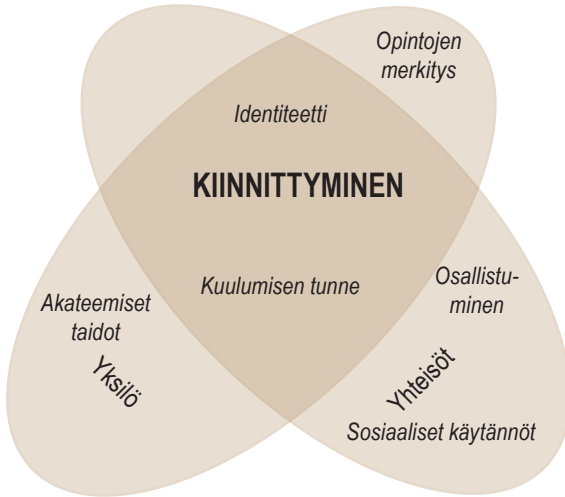 Opintojen
merkitys
Identiteetti
KIINNITTYMINEN
Kuulumisen tunne
Osallistu-
minen
Akateemiset
taidot
Yksilö
Yhteisöt
Sosiaaliset käytännöt